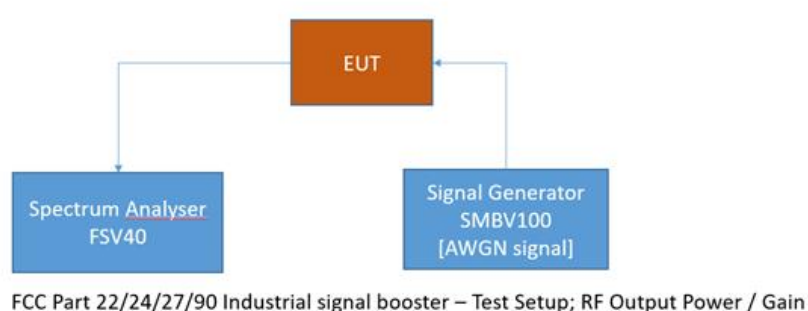 EUT
Spectrum Analyser
FSV40
Signal Generator
SMBV100
[AWGN signal]
FCC Part 22/24/27/90 Industrial signal booster – Test Setup; RF Output Power / Gain